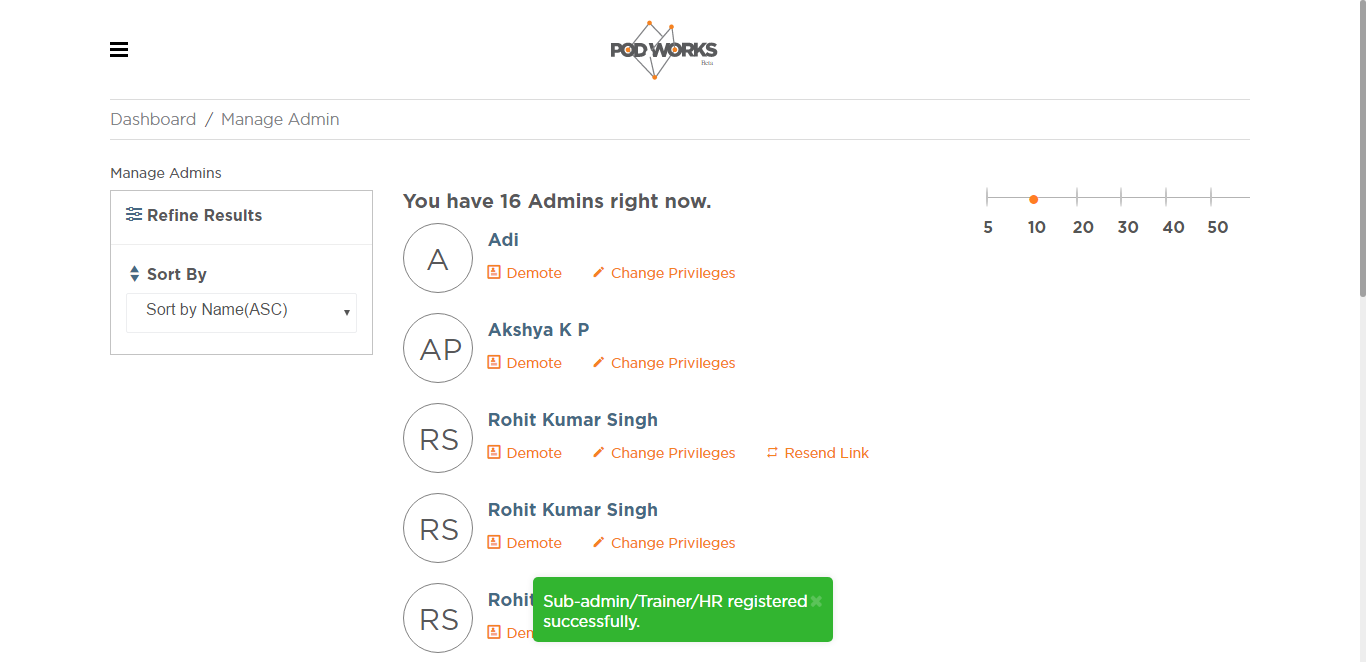 POD WORKS
Beta
Dashboard / Manage Admin
Manage Admins
Refine Results
Sort By
Sort by Name(ASC)
You have 16 Admins right now.
5 10 20 30 40 50
A
Adi
Demote Change Privileges
AP
Akshya K P
Demote Change Privileges
RS
Rohit Kumar Singh
Demote Change Privileges Resend Link
RS
Rohit Kumar Singh
Demote Change Privileges
RS
Rohit
Dem
Sub-admin/Trainer/HR registered
successfully.